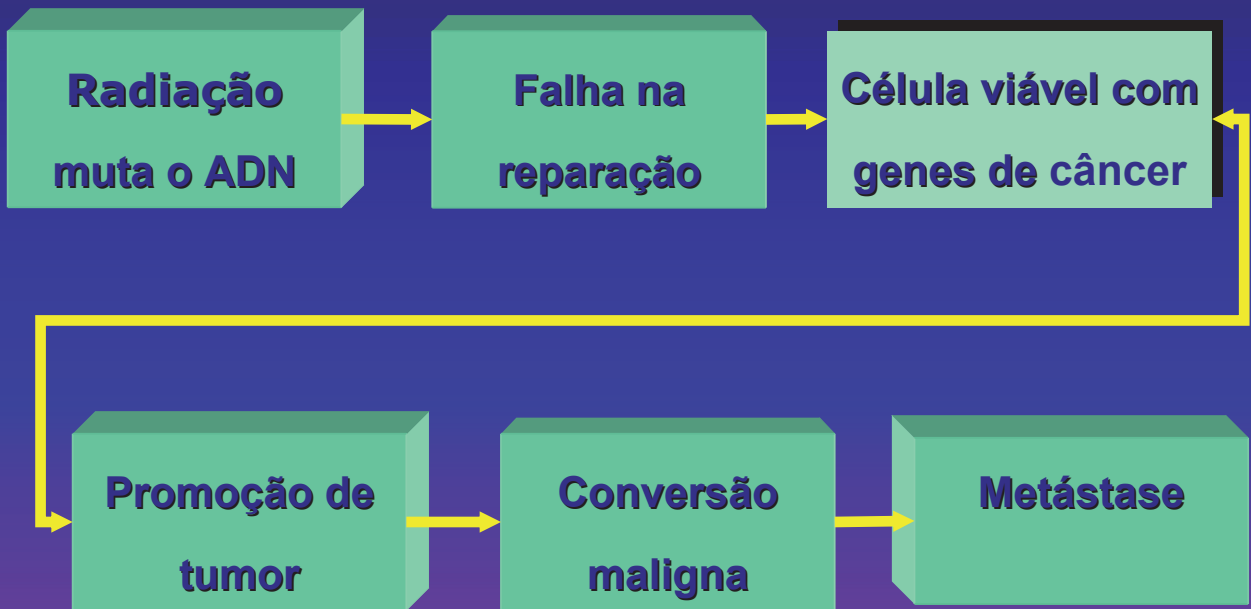 Radiação
muta o ADN
Falha na
reparação
Célula viável com
genes de câncer
Promoção de
tumor
Conversão
maligna
Metástase